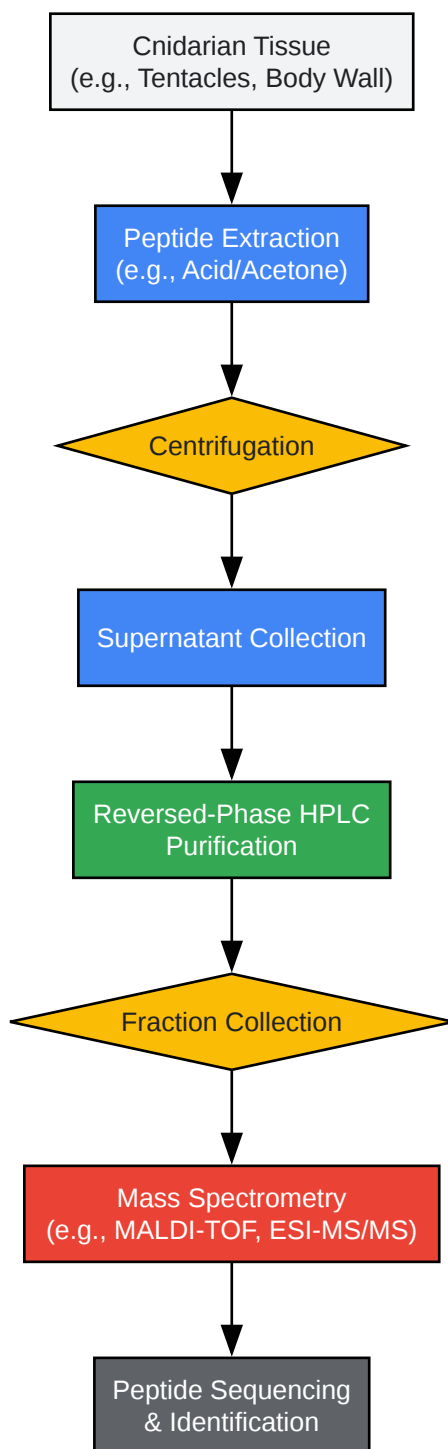 Cnidarian Tissue
(e.g., Tentacles, Body Wall)
Peptide Extraction
(e.g., Acid/Acetone)
Centrifugation
Supernatant Collection
Reversed-Phase HPLC
Purification
Fraction Collection
Mass Spectrometry
(e.g., MALDI-TOF, ESI-MS/MS)
Peptide Sequencing
& Identification